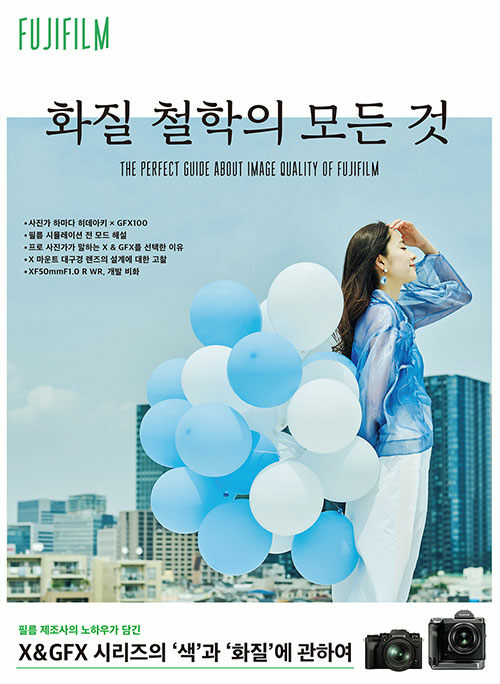 FUJIFILM
화질 철학의 모든 것
THE PERFECT GUIDE ABOUT IMAGE QUALITY OF FUJIFILM
▪사진가 하마다 히데아키 × GFX100
▪필름 시뮬레이션 전 모드 해설
▪프로 사진가가 말하는 X & GFX를 선택한 이유
▪X 마운트 대구경 렌즈의 설계에 대한 고찰
▪XF50mmF1.0 R WR, 개발 비화
필름 제조사의 노하우가 담긴
X&GFX 시리즈의 ‘색’과 ‘화질’에 관하여